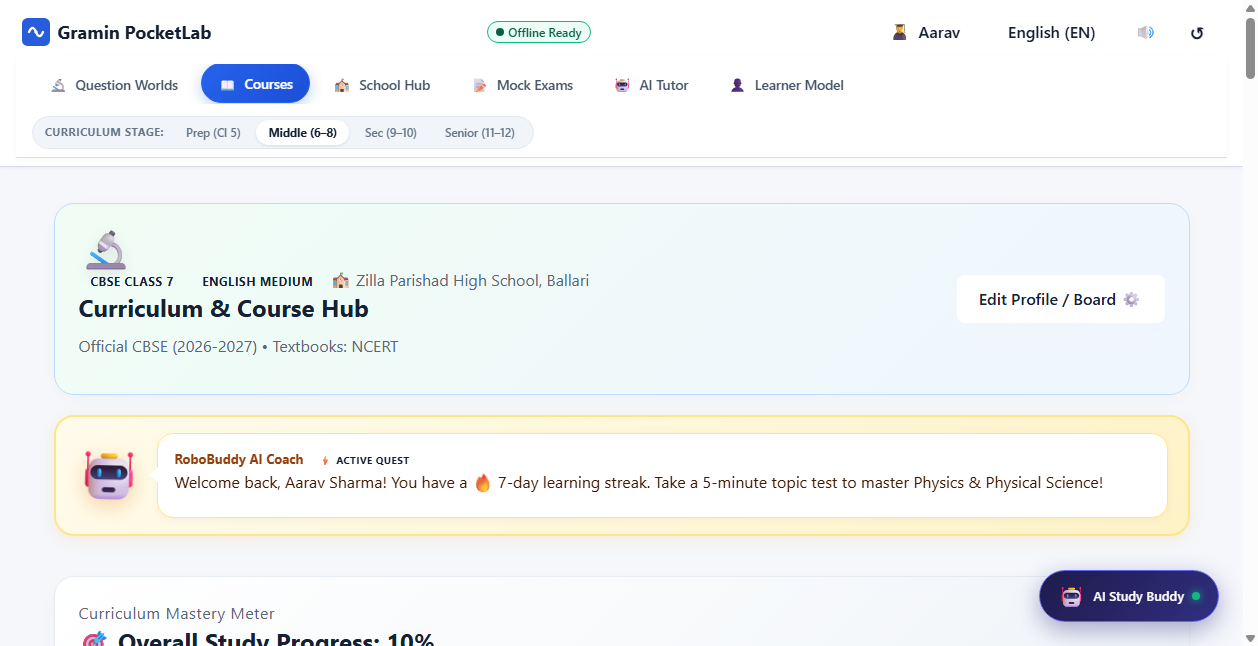 Gramin PocketLab
Offline Ready
Aarav
English (EN)
Question Worlds
Courses
School Hub
Mock Exams
AI Tutor
Learner Model
CURRICULUM STAGE:
Prep (Cl 5)
Middle (6–8)
Sec (9–10)
Senior (11–12)
CBSE CLASS 7
ENGLISH MEDIUM
Zilla Parishad High School, Ballari
Curriculum & Course Hub
Official CBSE (2026-2027) • Textbooks: NCERT
Edit Profile / Board
RoboBuddy AI Coach
ACTIVE QUEST
Welcome back, Aarav Sharma! You have a 🔥 7-day learning streak. Take a 5-minute topic test to master Physics & Physical Science!
Curriculum Mastery Meter
Overall Study Progress: 10%
AI Study Buddy